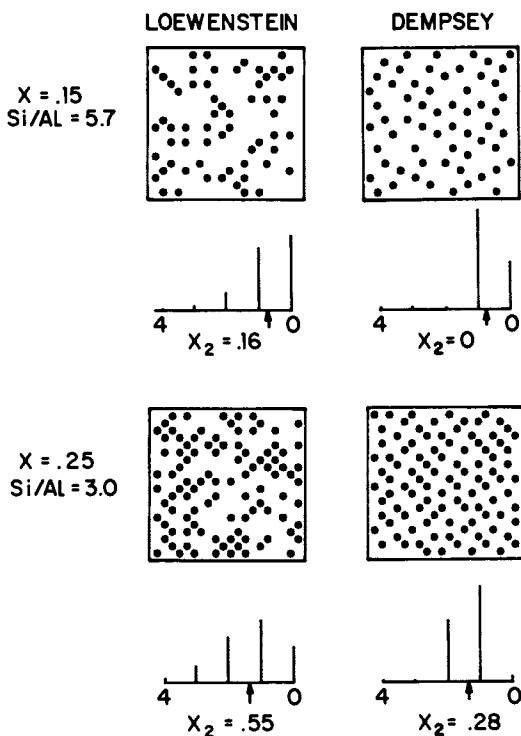 LOEWENSTEIN DEMPSEY
X = .15
Si/AL = 5.7
4 0 4 0
X₂ = .16 X₂ = 0
X = .25
Si/Al = 3.0
4 0 4 0
X₂ = .55 X₂ = .28